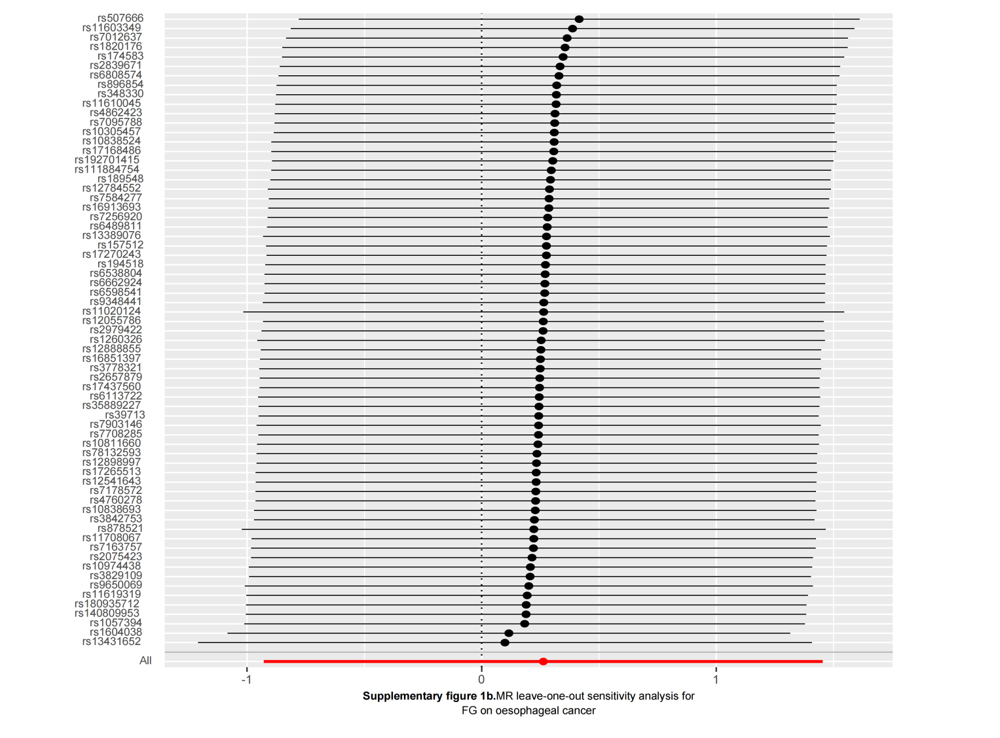 rs507666
rs11603349
rs7012637
rs1820176
rs174583
rs2839671
rs6808574
rs896854
rs348330
rs11610045
rs4862423
rs7095788
rs10305457
rs10838524
rs17168486
rs192701415
rs111884754
rs189548
rs12784552
rs7584277
rs16913693
rs7256920
rs6489811
rs13389076
rs157512
rs17270243
rs194518
rs6538804
rs6662924
rs6598541
rs9348441
rs11020124
rs12055786
rs2979422
rs1260326
rs12888855
rs16851397
rs3778321
rs2657879
rs17437560
rs6113722
rs35889227
rs39713
rs7903146
rs7708285
rs10811660
rs78132593
rs12898997
rs17265513
rs12541643
rs7178572
rs4760278
rs10838693
rs3842753
rs878521
rs11708067
rs7163757
rs2075423
rs10974438
rs3829109
rs9650069
rs11619319
rs180935712
rs140809953
rs1057394
rs1604038
rs13431652
All
-1 0 1
Supplementary figure 1b.MR leave-one-out sensitivity analysis for
FG on oesophageal cancer